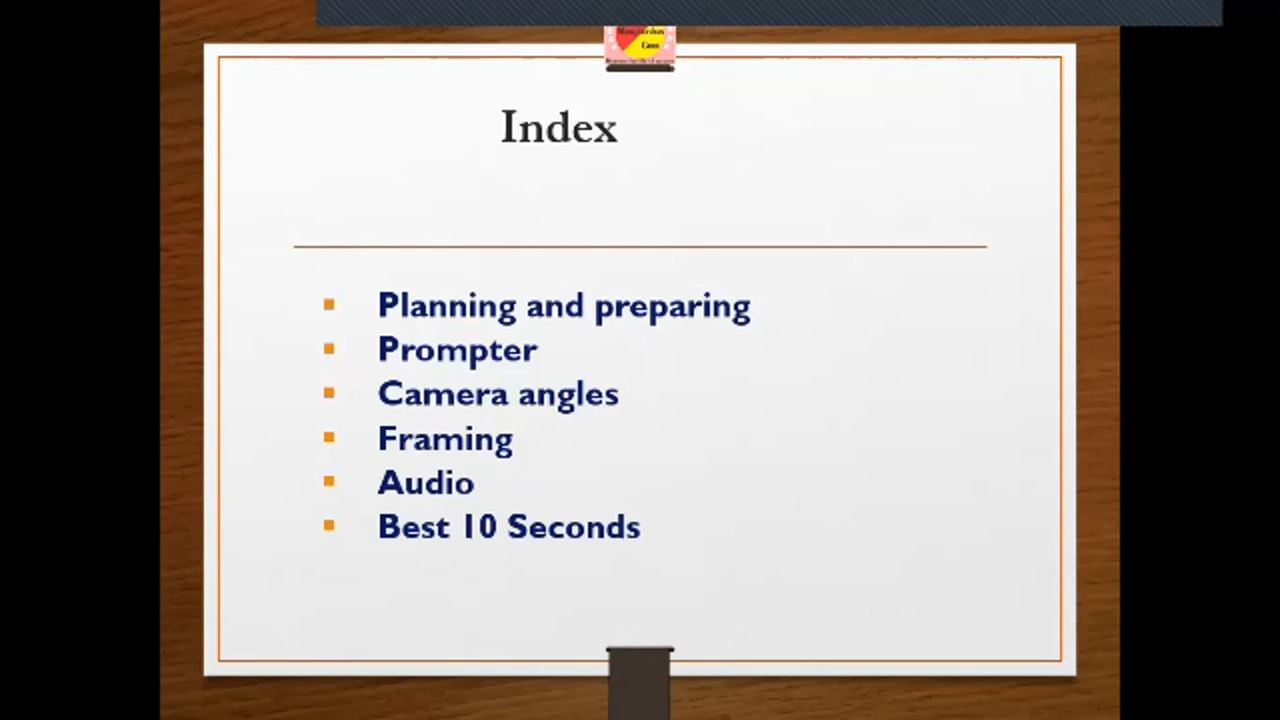 Index
Planning and preparing
Prompter
Camera angles
Framing
Audio
Best 10 Seconds